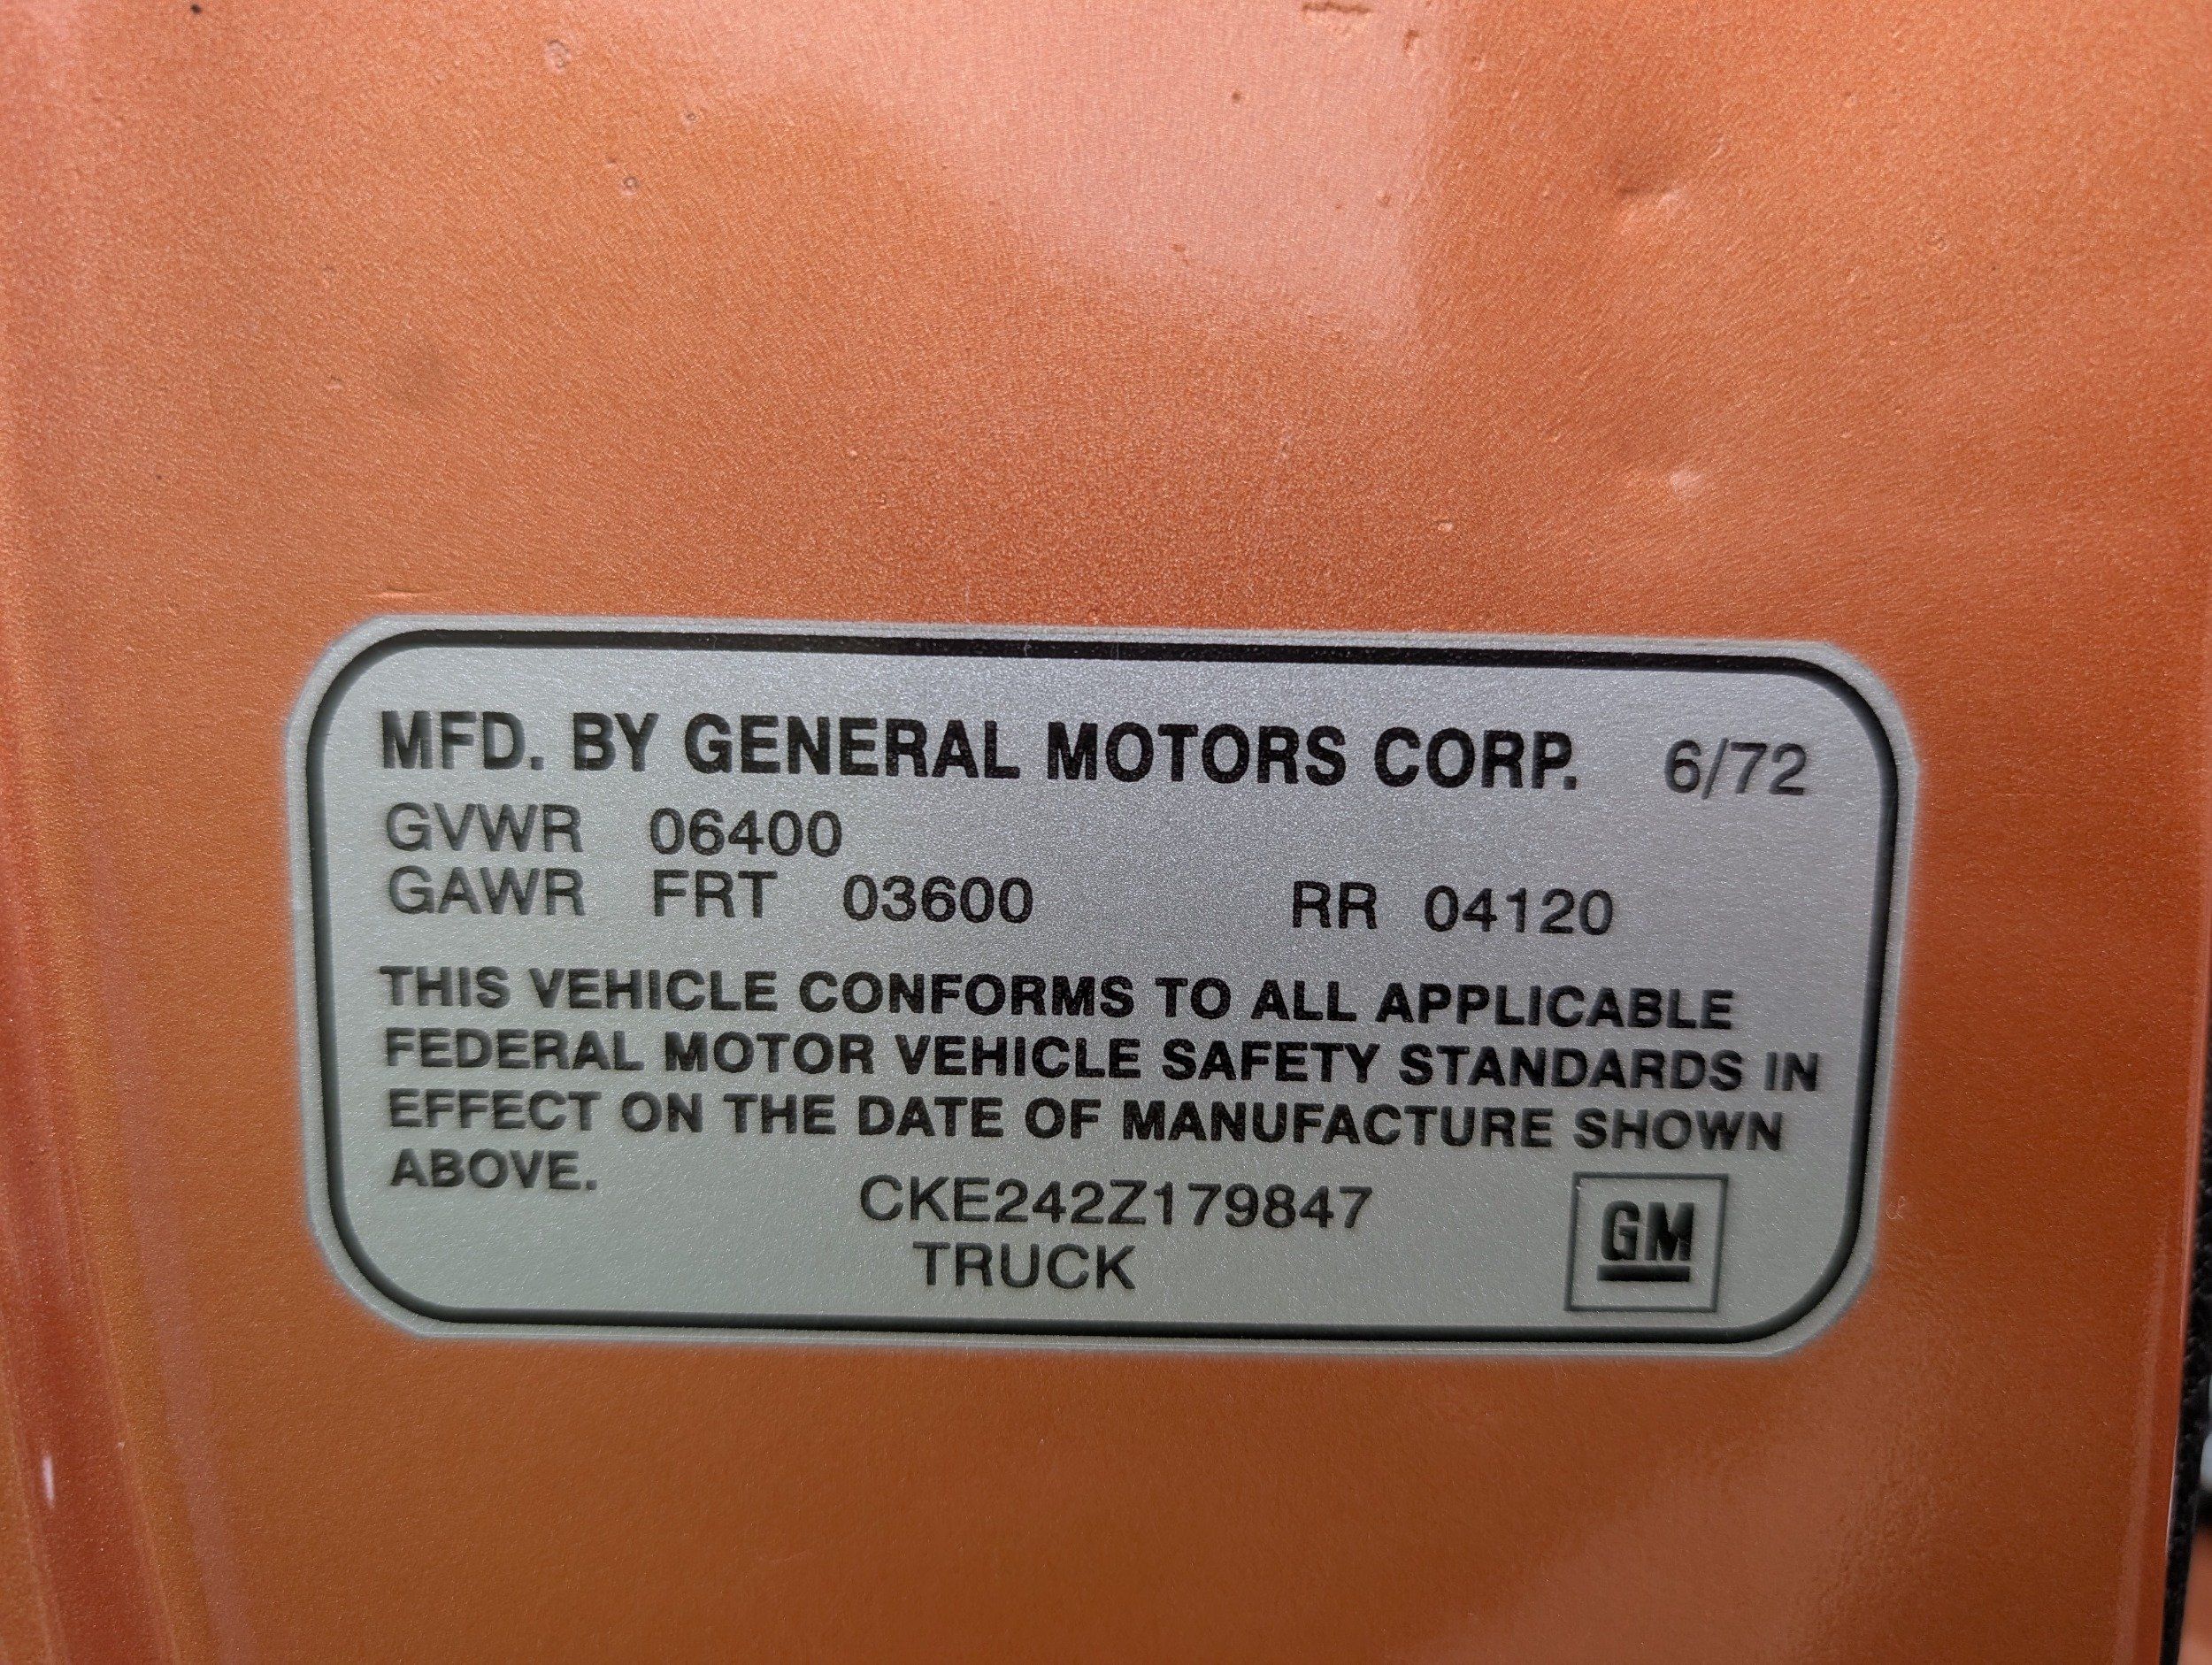 MFD. BY GENERAL MOTORS CORP. 6/72
GVWR 06400
GAWR FRT 03600 RR 04120
THIS VEHICLE CONFORMS TO ALL APPLICABLE
FEDERAL MOTOR VEHICLE SAFETY STANDARDS IN
EFFECT ON THE DATE OF MANUFACTURE SHOWN
ABOVE.
CKE242Z179847
TRUCK
GM